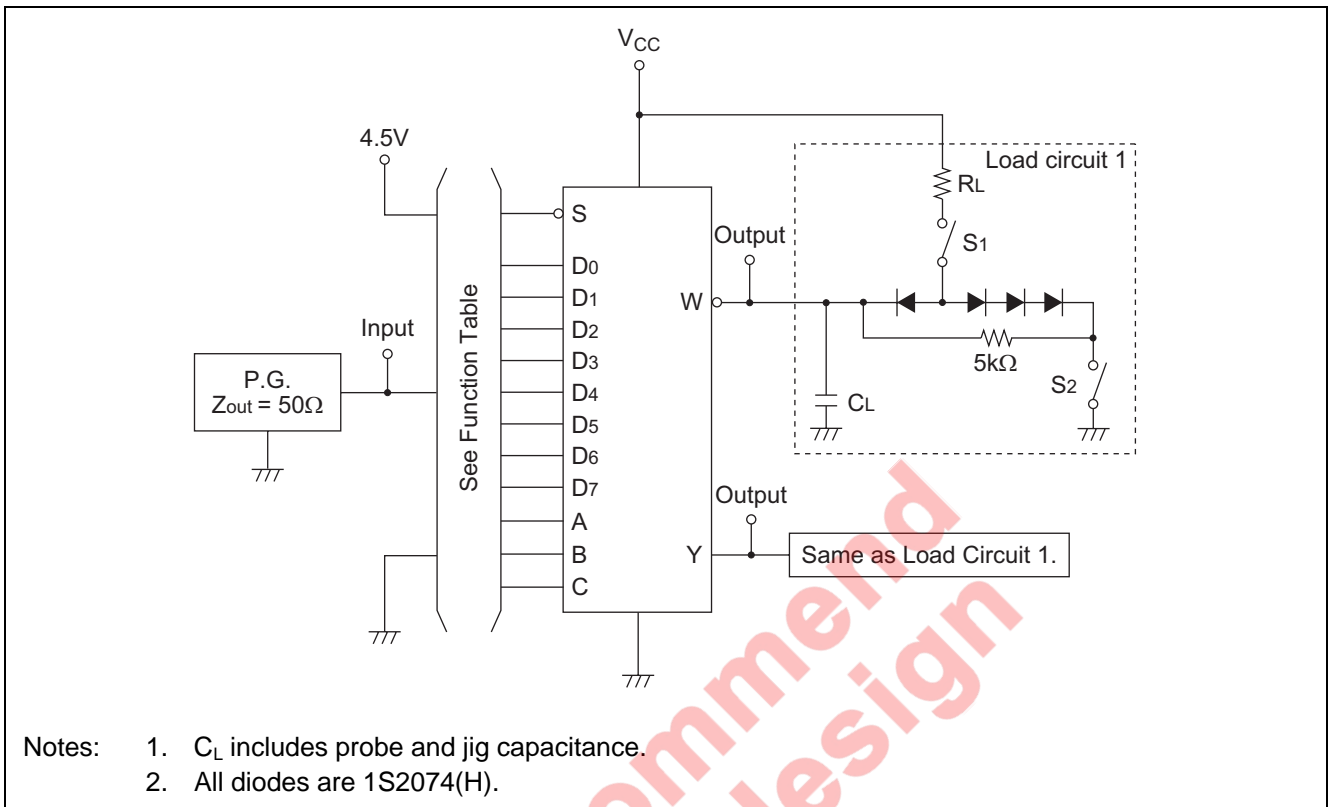 VCC
4.5V
Load circuit 1
RL
S
Output
S1
D0
D1
W
D2
Input
See Function Table
D3
5kΩ
P.G.
Zout = 50Ω
D4
S2
CL
D5
D6
D7
Output
A
B
Y
Same as Load Circuit 1.
C
Notes: 1. CL includes probe and jig capacitance.
2. All diodes are 1S2074(H).
ommend
esign